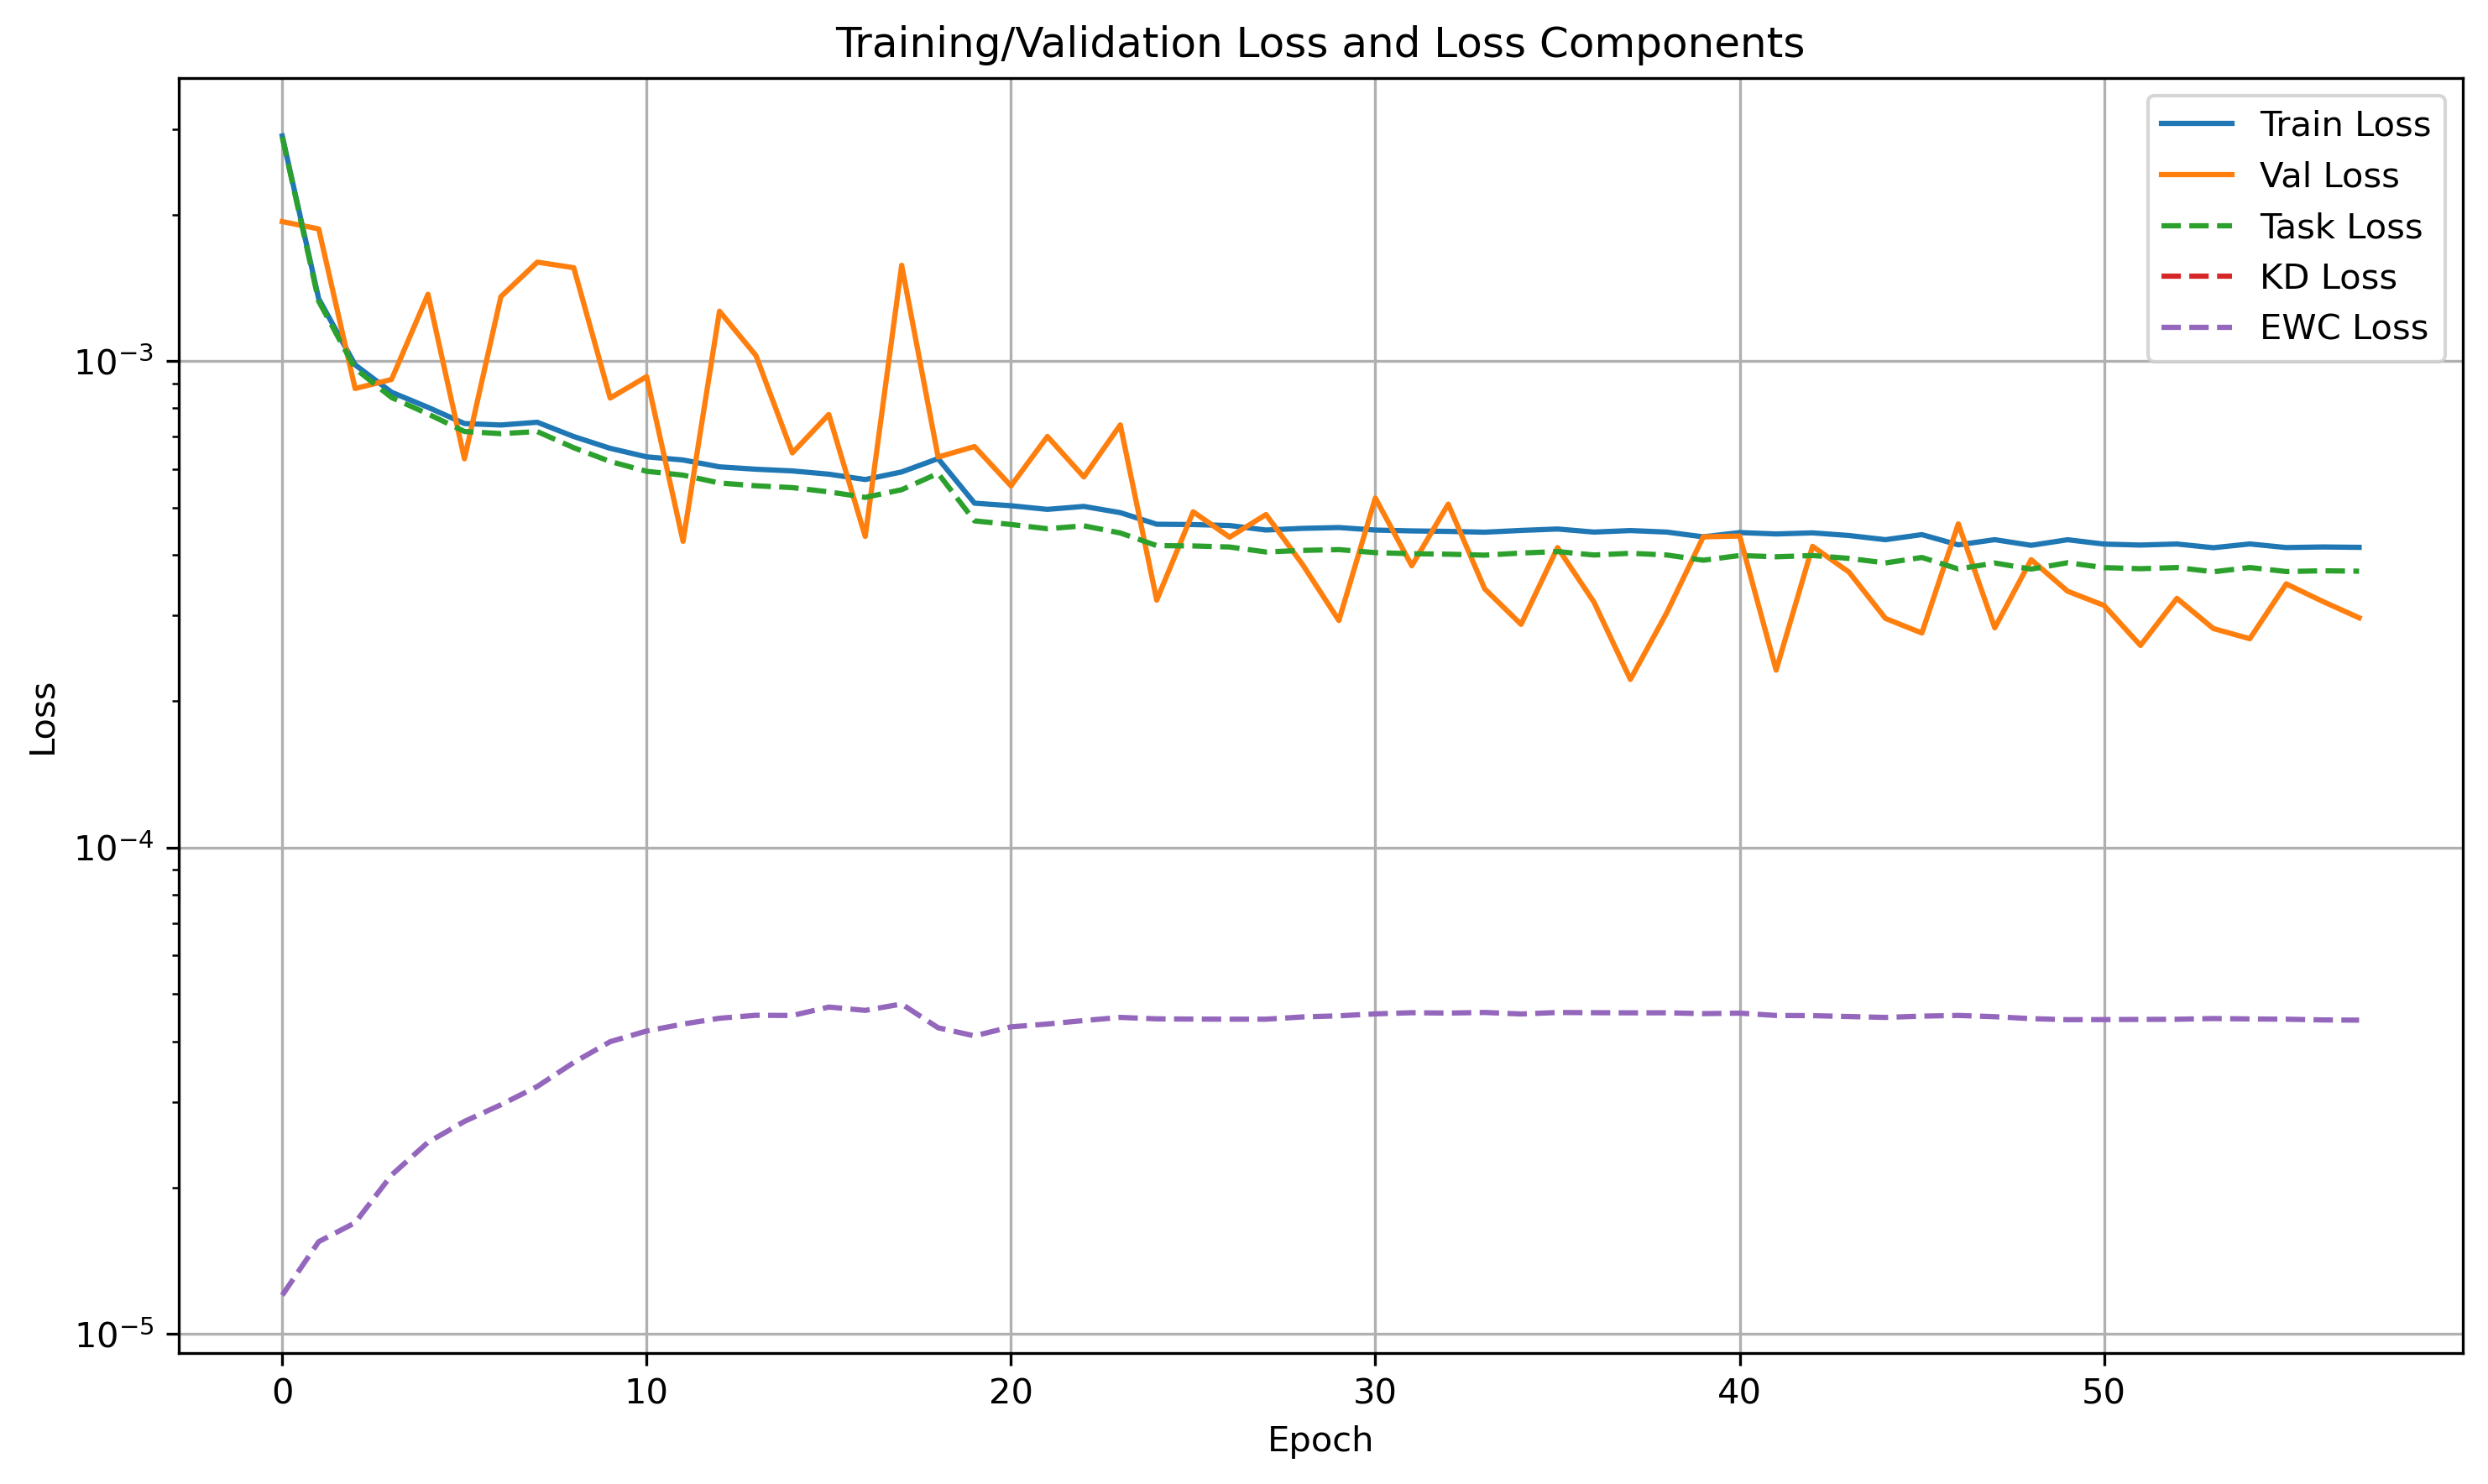 Training/Validation Loss and Loss Components
Train Loss
Val Loss
Task Loss
KD Loss
EWC Loss
Loss
10⁻³
10⁻⁴
10⁻⁵
0 10 20 30 40 50
Epoch